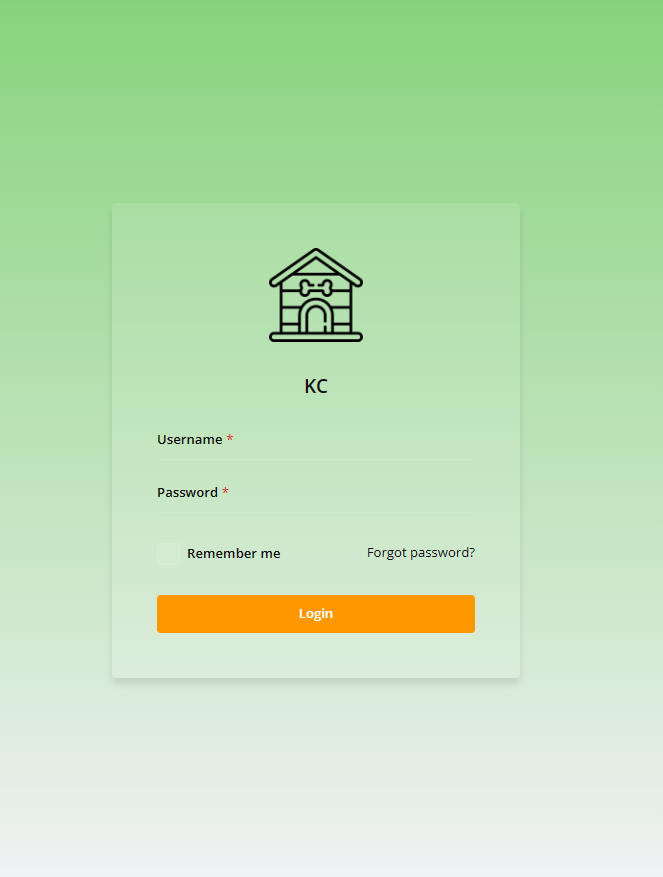 KC
Username *
Password *
Remember me
Forgot password?
Login